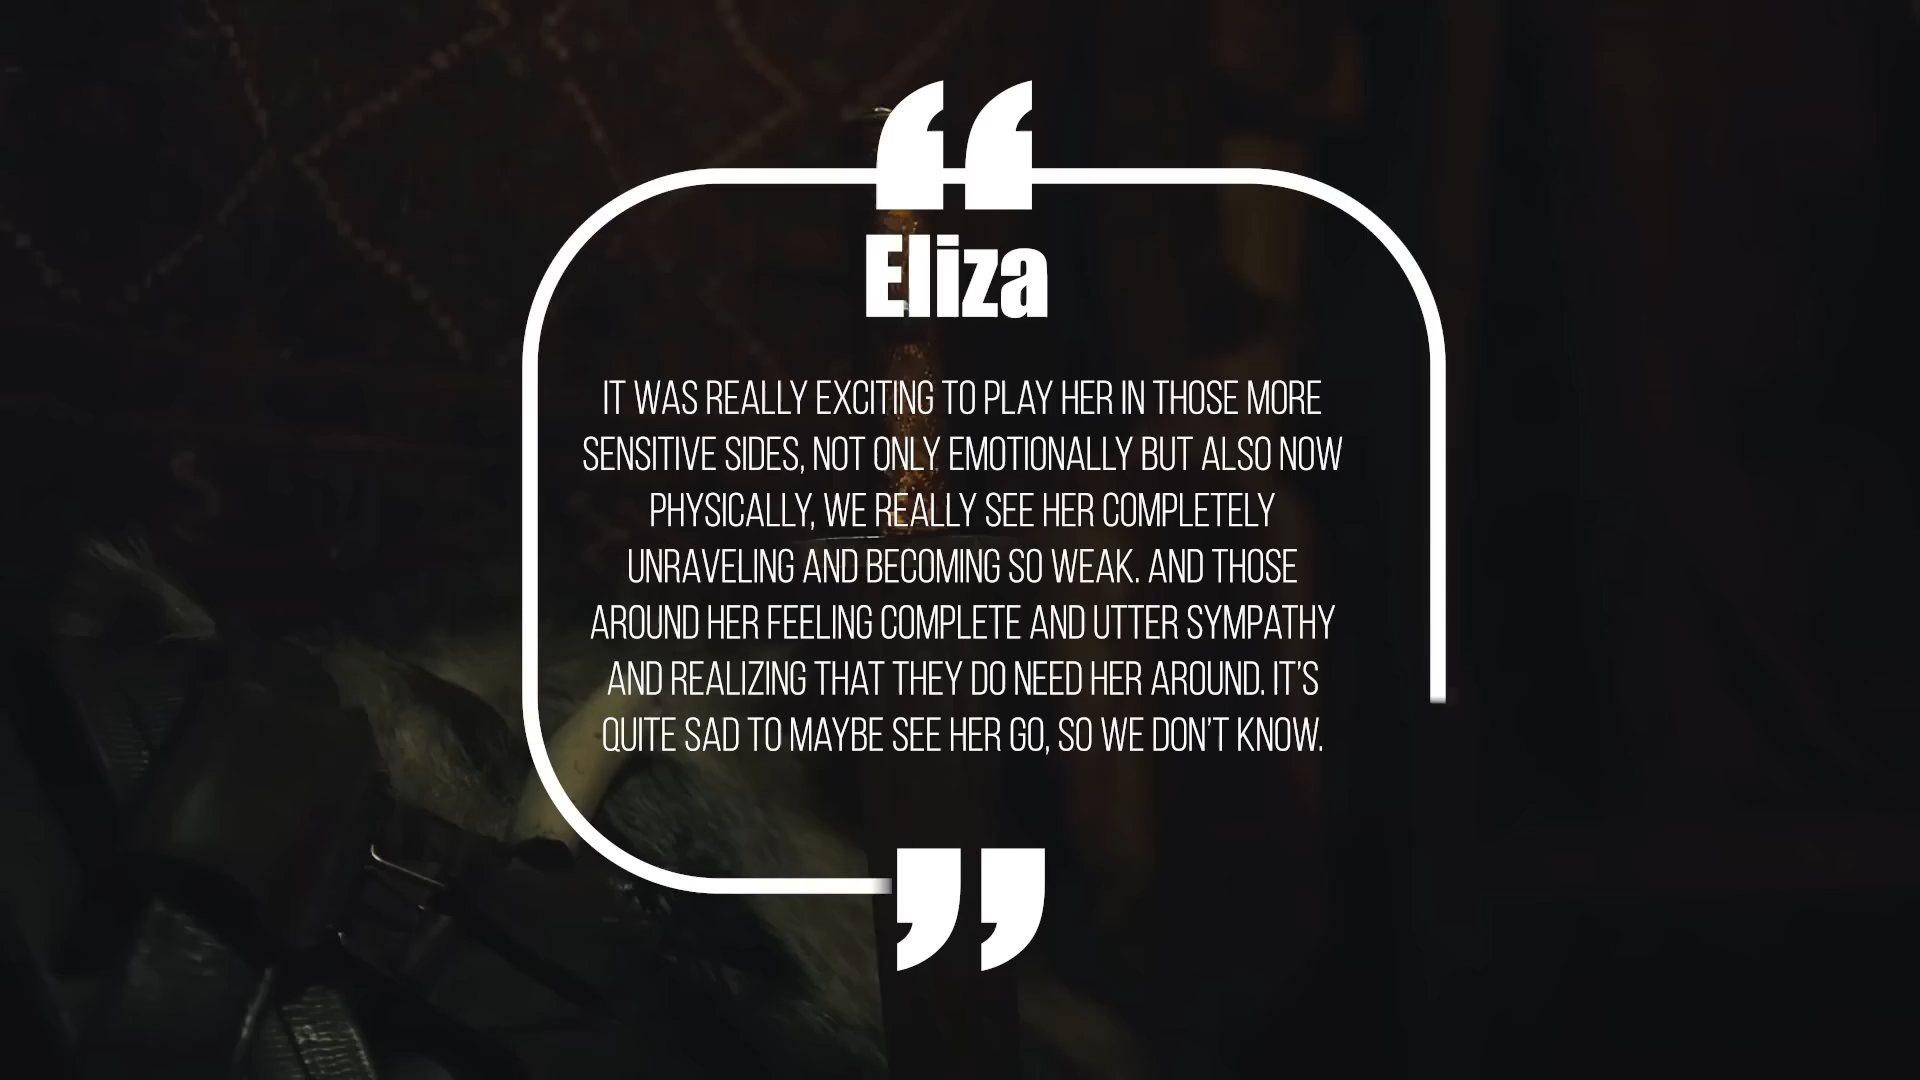 “
Eliza
IT WAS REALLY EXCITING TO PLAY HER IN THOSE MORE
SENSITIVE SIDES, NOT ONLY EMOTIONALLY BUT ALSO NOW
PHYSICALLY, WE REALLY SEE HER COMPLETELY
UNRAVELING AND BECOMING SO WEAK. AND THOSE
AROUND HER FEELING COMPLETE AND UTTER SYMPATHY
AND REALIZING THAT THEY DO NEED HER AROUND. IT’S
QUITE SAD TO MAYBE SEE HER GO, SO WE DON’T KNOW.
”